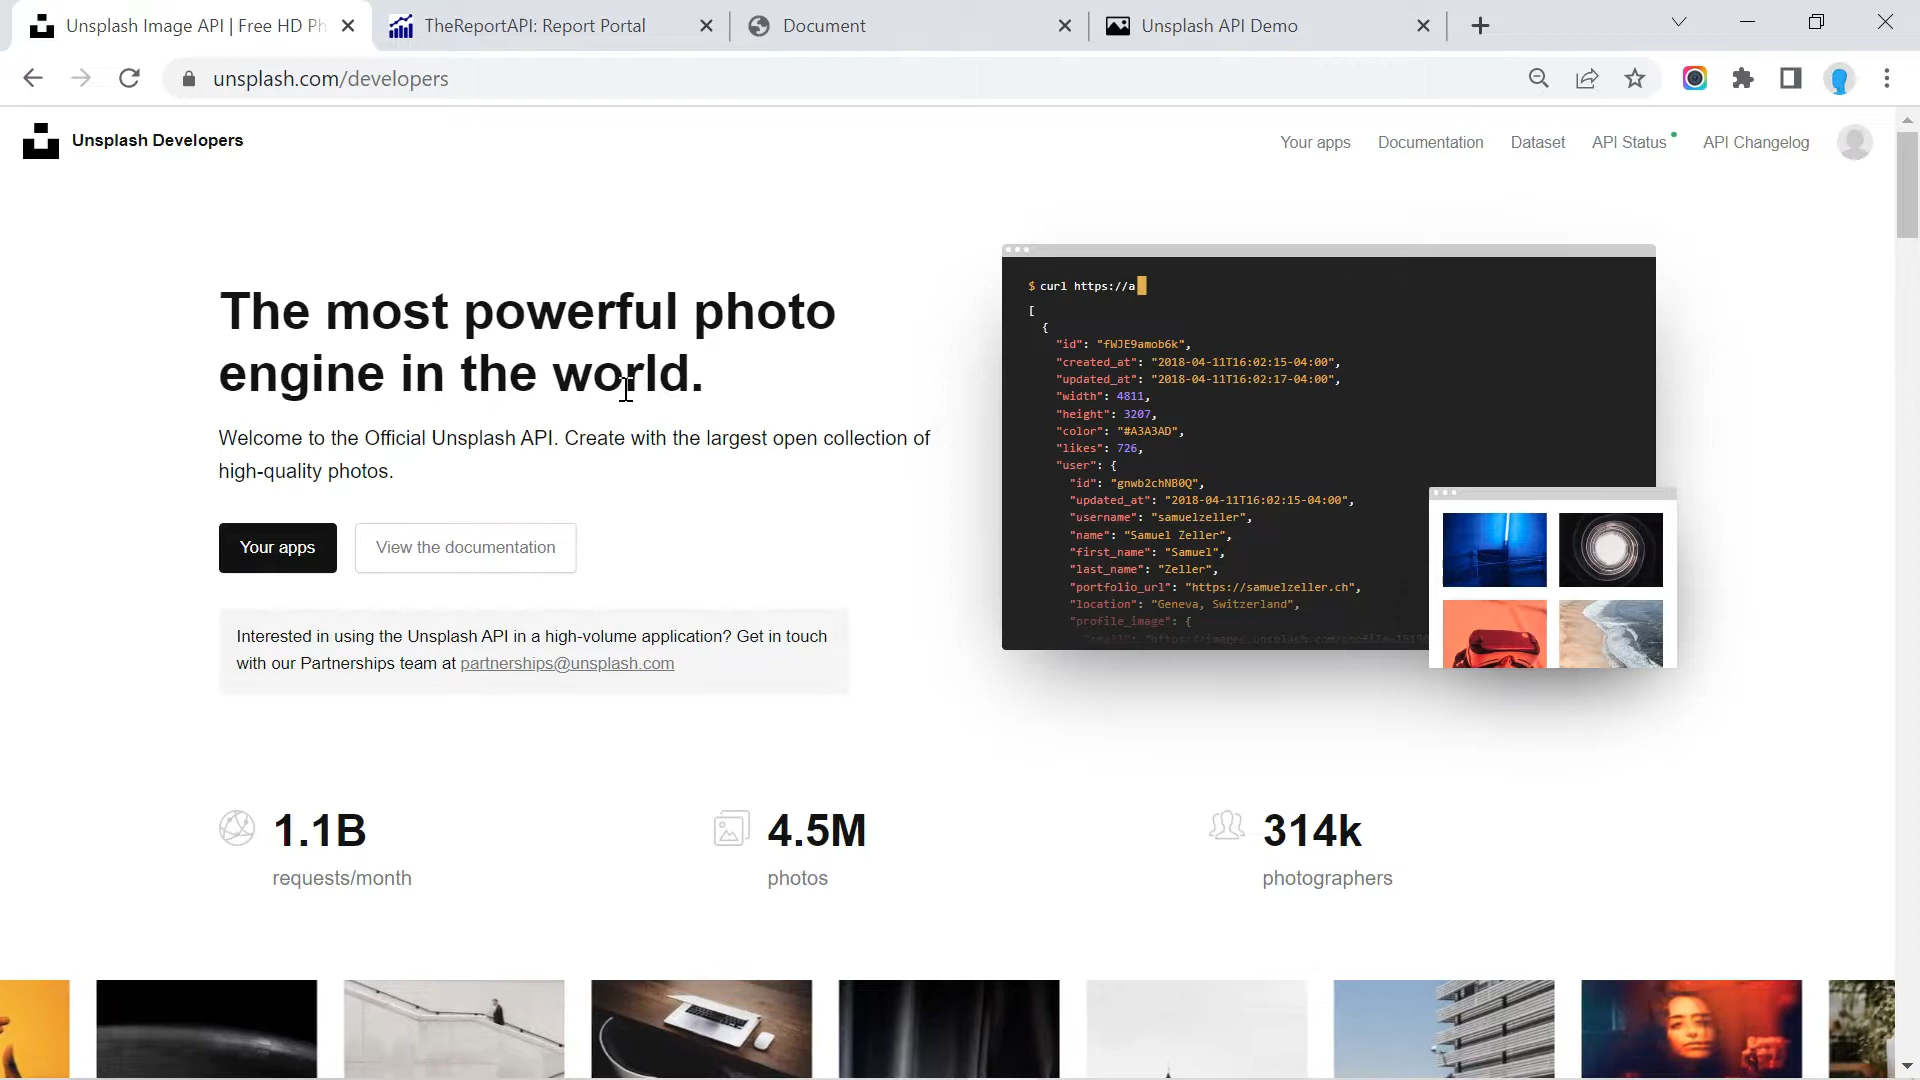 Unsplash Image API | Free HD Ph
TheReportAPI: Report Portal
Document
Unsplash API Demo
unsplash.com/developers
Unsplash Developers
Your apps
Documentation
Dataset
API Status
API Changelog
The most powerful photo
engine in the world.
Welcome to the Official Unsplash API. Create with the largest open collection of
high-quality photos.
Your apps
View the documentation
Interested in using the Unsplash API in a high-volume application? Get in touch
with our Partnerships team at partnerships@unsplash.com
$ curl https://a
[
{
"id": "fWJE9amob6k",
"created_at": "2018-04-11T16:02:15-04:00",
"updated_at": "2018-04-11T16:02:17-04:00",
"width": 4811,
"height": 3207,
"color": "#A3A3AD",
"likes": 726,
"user": {
"id": "gnwb2chNB0Q",
"updated_at": "2018-04-11T16:02:15-04:00",
"username": "samuelzeller",
"name": "Samuel Zeller",
"first_name": "Samuel",
"last_name": "Zeller",
"portfolio_url": "https://samuelzeller.ch",
"location": "Geneva, Switzerland",
"profile_image": {
1.1B
requests/month
4.5M
photos
314k
photographers